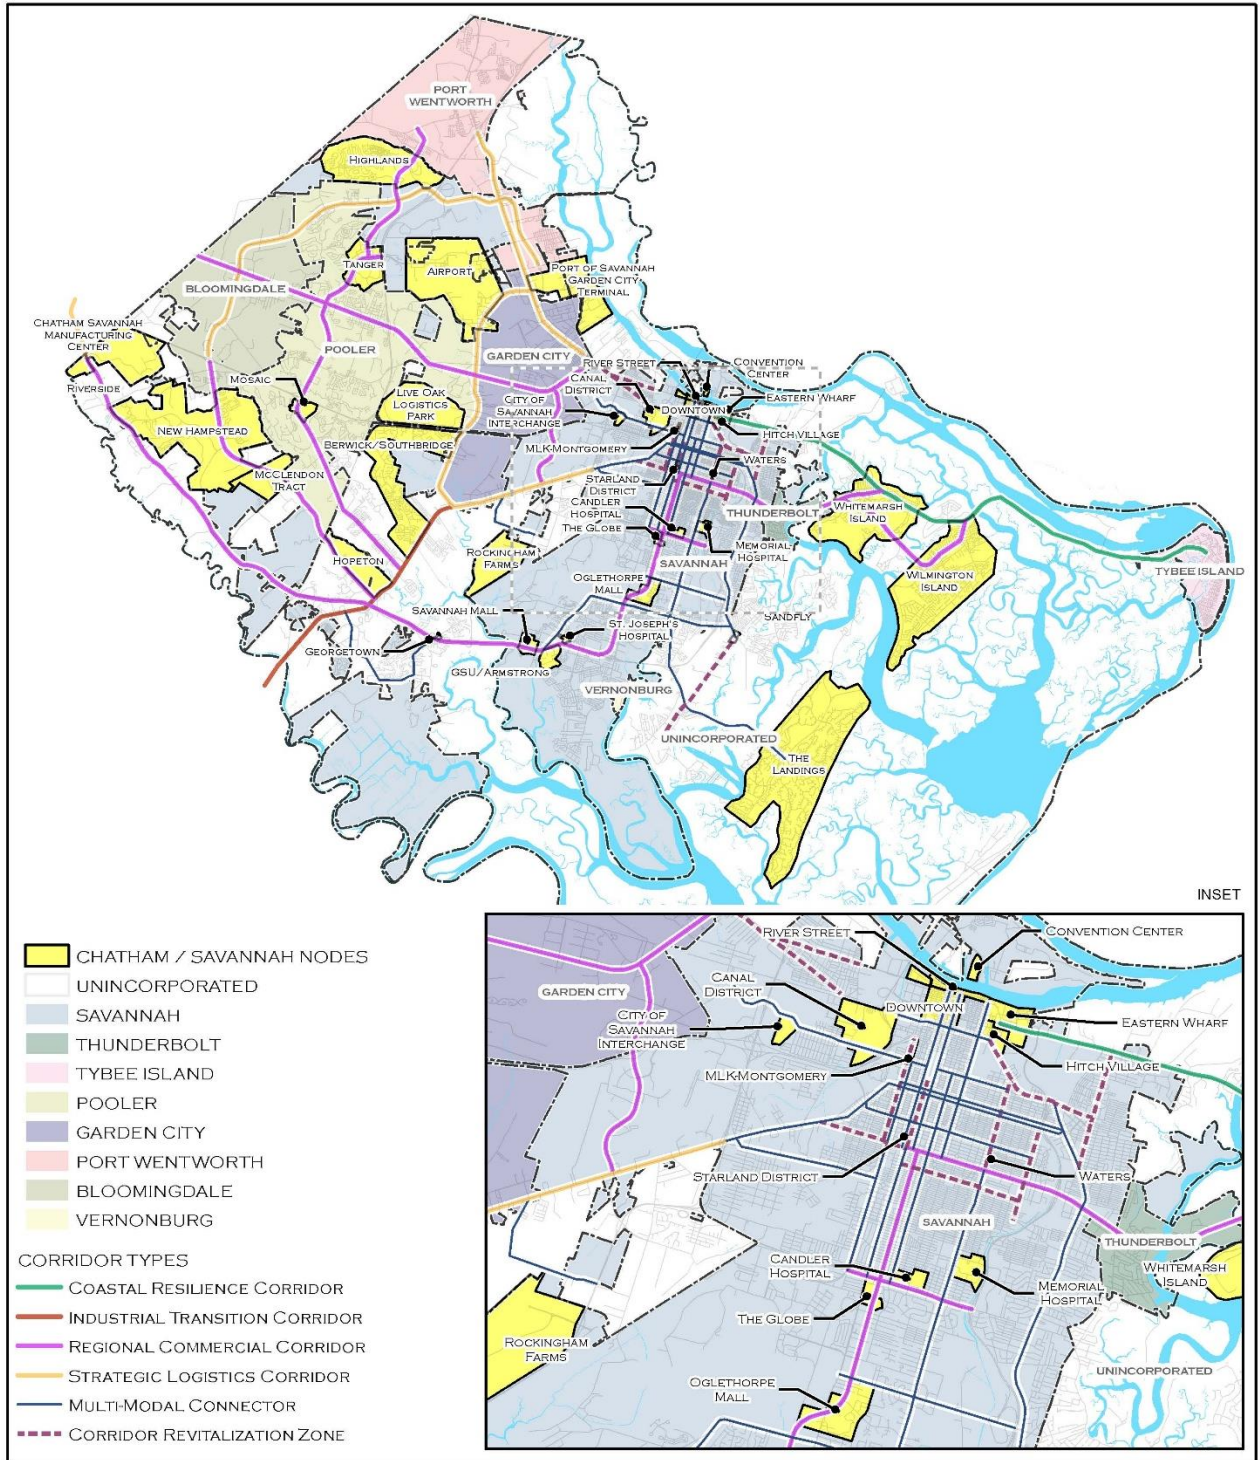 PORT
WENTWORTH
HIGHLANDS
TANGER
AIRPORT
PORT OF SAVANNAH
GARDEN CITY
TERMINAL
BLOOMINGDALE
CHATHAM SAVANNAH
MANUFACTURING
CENTER
POOLER
GARDEN CITY
RIVER STREET
CONVENTION
CENTER
RIVERSIDE
MOSAIC
LIVE OAK
LOGISTICS
PARK
CANAL
DISTRICT
CITY OF
SAVANNAH
INTERCHANGE
DOWNTOWN
EASTERN WHARF
NEW HAMPSTEAD
BERWICK/SOUTHBRIDGE
HITCH VILLAGE
MLK-MONTGOMERY
WATERS
MCCLENDON
TRACT
STARLAND
DISTRICT
CANDLER
HOSPITAL
THE GLOBE
THUNDERBOLT
WHITEMARSH
ISLAND
HOPETON
ROCKINGHAM
FARMS
MEMORIAL
HOSPITAL
SAVANNAH
WILMINGTON
ISLAND
TYBEE ISLAND
OGLETHORPE
MALL
SAVANNAH MALL
ST. JOSEPH'S
HOSPITAL
SANDFLY
GEORGETOWN
GSU/ARMSTRONG
VERNONBURG
UNINCORPORATED
THE
LANDINGS
INSET
CHATHAM / SAVANNAH NODES
UNINCORPORATED
SAVANNAH
THUNDERBOLT
TYBEE ISLAND
POOLER
GARDEN CITY
PORT WENTWORTH
BLOOMINGDALE
VERNONBURG
CORRIDOR TYPES
COASTAL RESILIENCE CORRIDOR
INDUSTRIAL TRANSITION CORRIDOR
REGIONAL COMMERCIAL CORRIDOR
STRATEGIC LOGISTICS CORRIDOR
MULTI-MODAL CONNECTOR
CORRIDOR REVITALIZATION ZONE
RIVER STREET
CONVENTION CENTER
GARDEN CITY
CANAL
DISTRICT
CITY OF
SAVANNAH
INTERCHANGE
DOWNTOWN
EASTERN WHARF
MLK-MONTGOMERY
HITCH VILLAGE
STARLAND DISTRICT
WATERS
SAVANNAH
THUNDERBOLT
CANDLER
HOSPITAL
WHITEMARSH
ISLAND
MEMORIAL
HOSPITAL
THE GLOBE
ROCKINGHAM
FARMS
UNINCORPORATED
OGLETHORPE
MALL